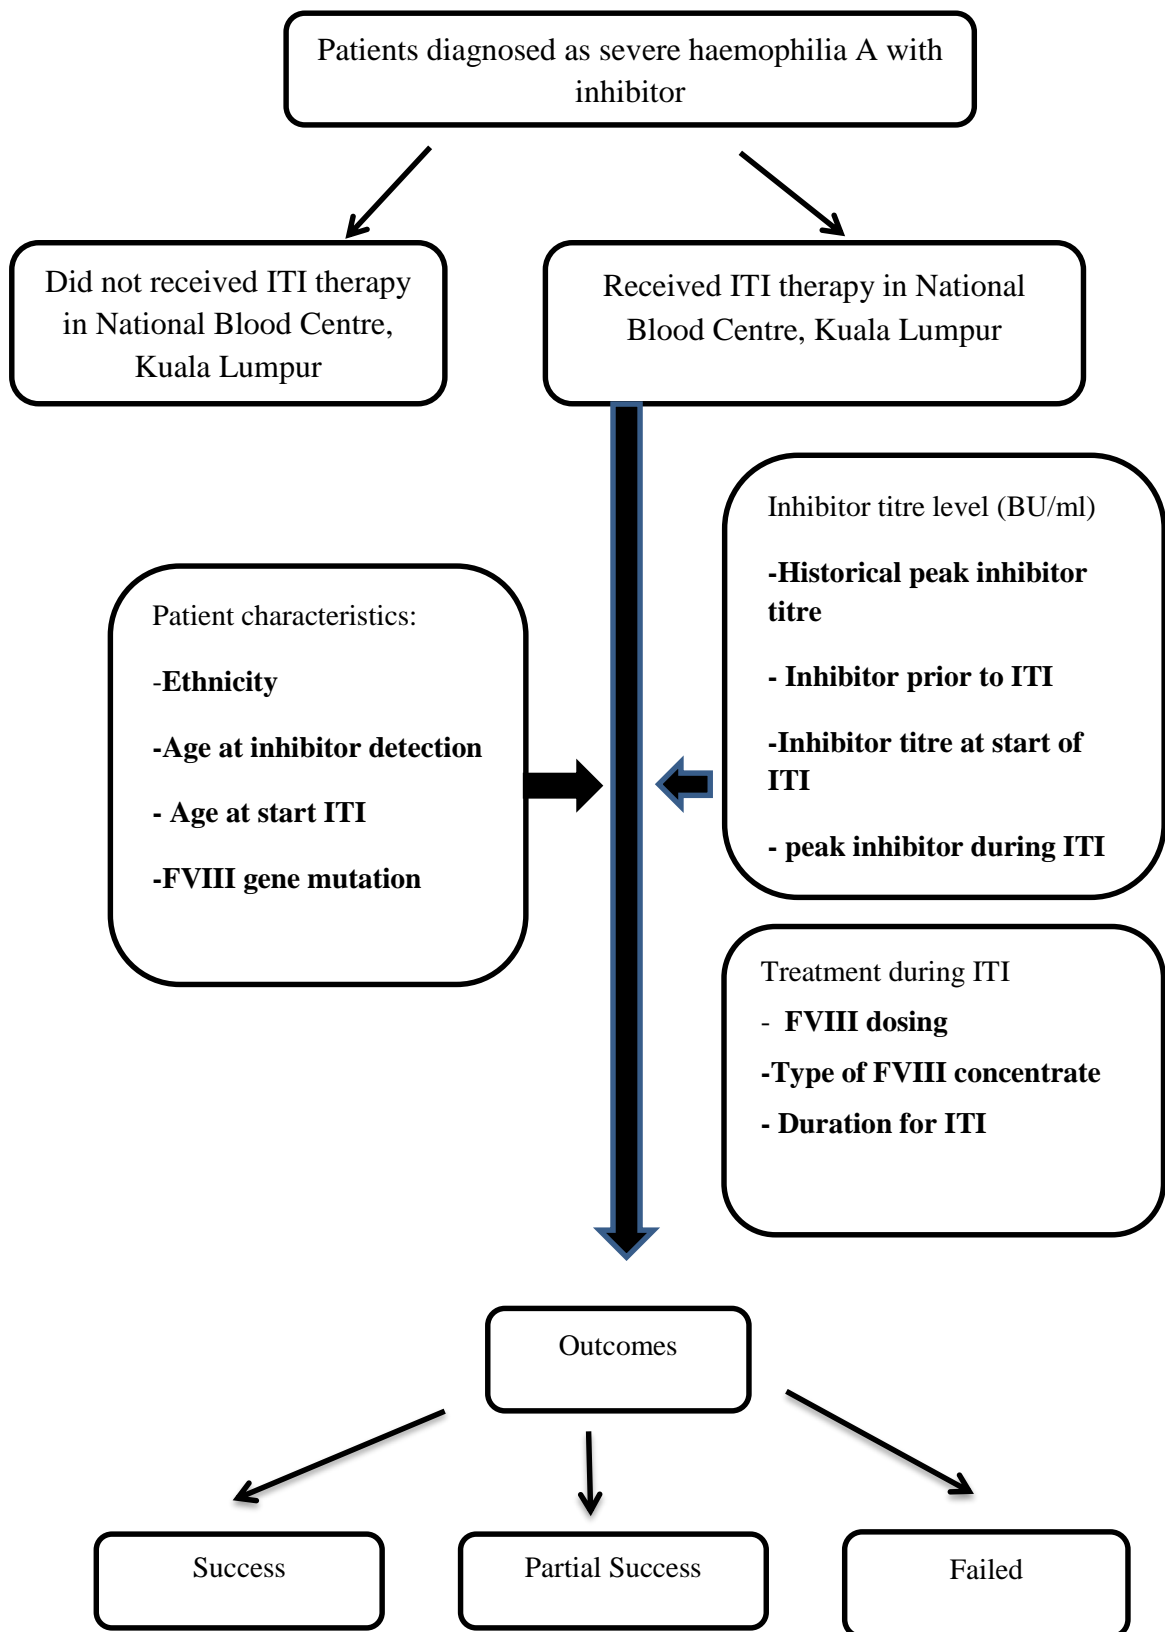 Patients diagnosed as severe haemophilia A with
inhibitor
Did not received ITI therapy
in National Blood Centre,
Kuala Lumpur
Received ITI therapy in National
Blood Centre, Kuala Lumpur
Patient characteristics:
-Ethnicity
-Age at inhibitor detection
- Age at start ITI
-FVIII gene mutation
Inhibitor titre level (BU/ml)
-Historical peak inhibitor
titre
- Inhibitor prior to ITI
-Inhibitor titre at start of
ITI
- peak inhibitor during ITI
Treatment during ITI
- FVIII dosing
-Type of FVIII concentrate
- Duration for ITI
Outcomes
Success
Partial Success
Failed